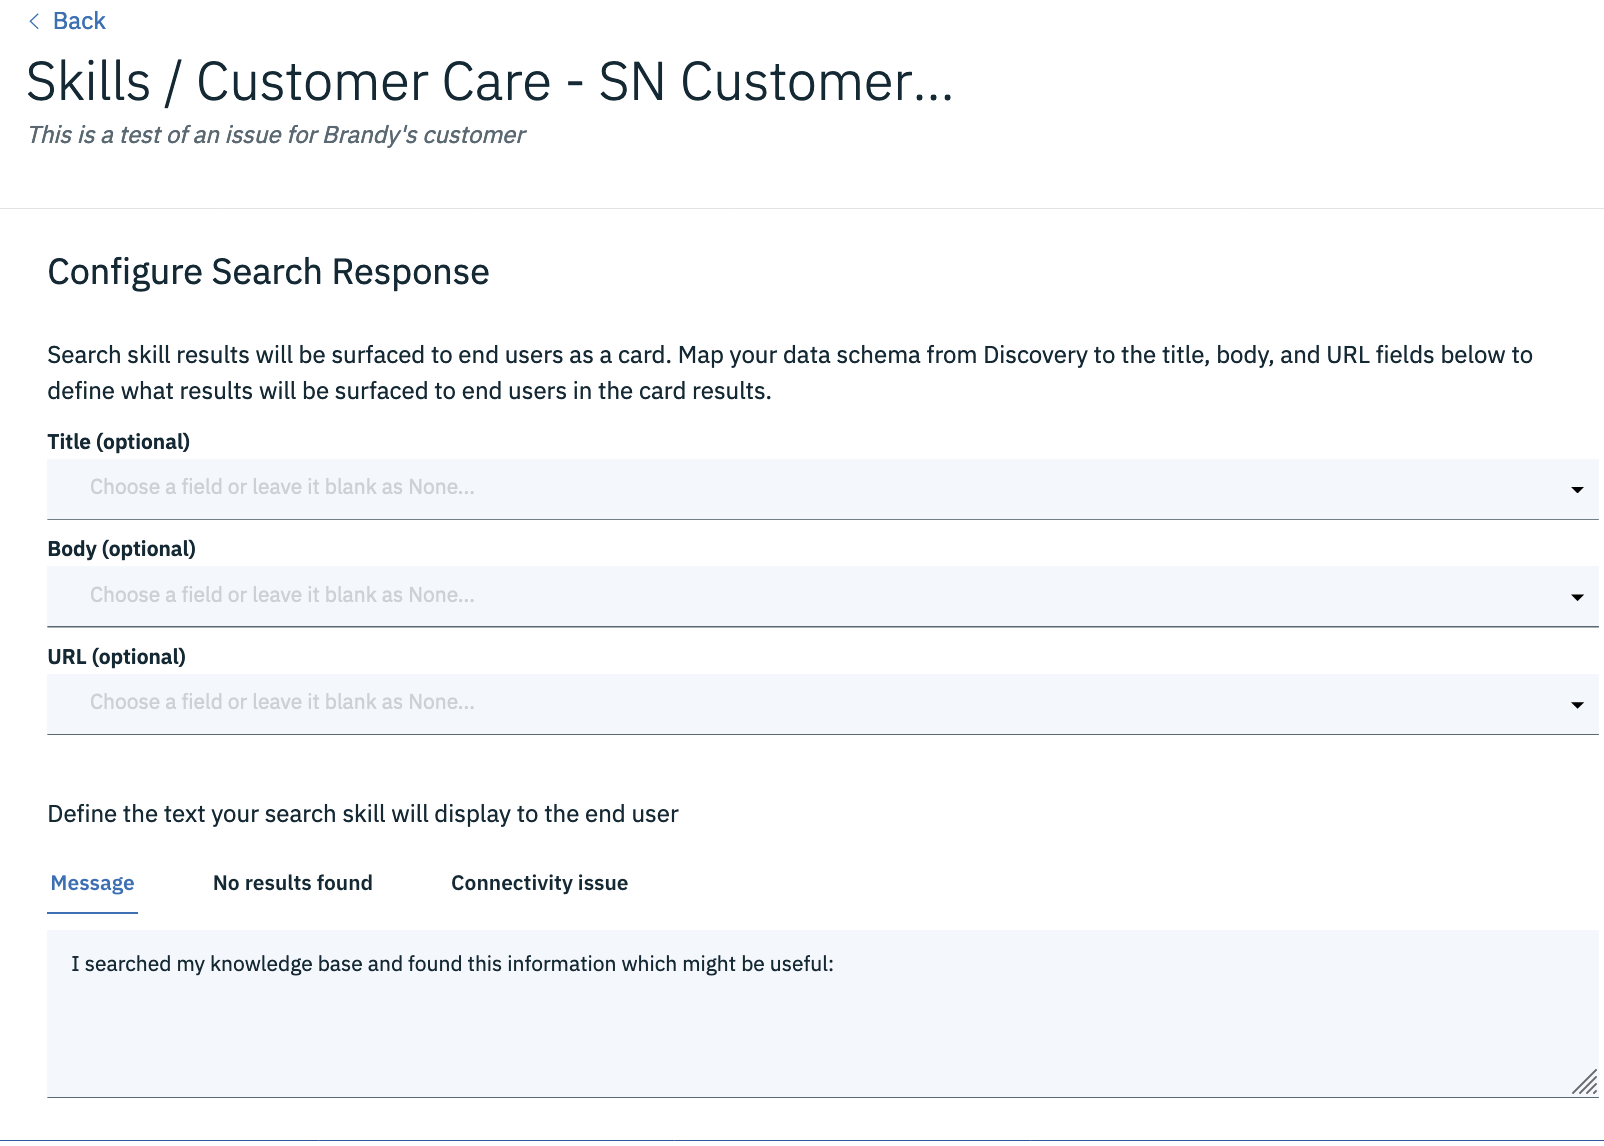 Back
Skills / Customer Care - SN Customer...
This is a test of an issue for Brandy's customer
Configure Search Response
Search skill results will be surfaced to end users as a card. Map your data schema from Discovery to the title, body, and URL fields below to
define what results will be surfaced to end users in the card results.
Title (optional)
Choose a field or leave it blank as None...
Body (optional)
Choose a field or leave it blank as None...
URL (optional)
Choose a field or leave it blank as None...
Define the text your search skill will display to the end user
Message No results found Connectivity issue
I searched my knowledge base and found this information which might be useful: